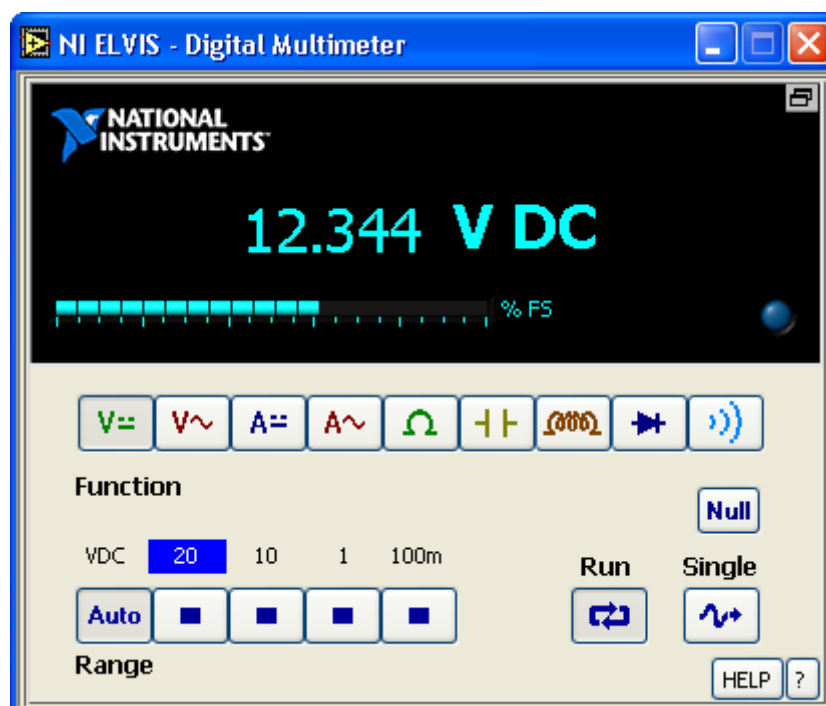 NI ELVIS - Digital Multimeter
NATIONAL
INSTRUMENTS™
12.344 V DC
% FS
V V A A Ω
Function
Null
VDC 20 10 1 100m
Run Single
Auto
Range
HELP ?